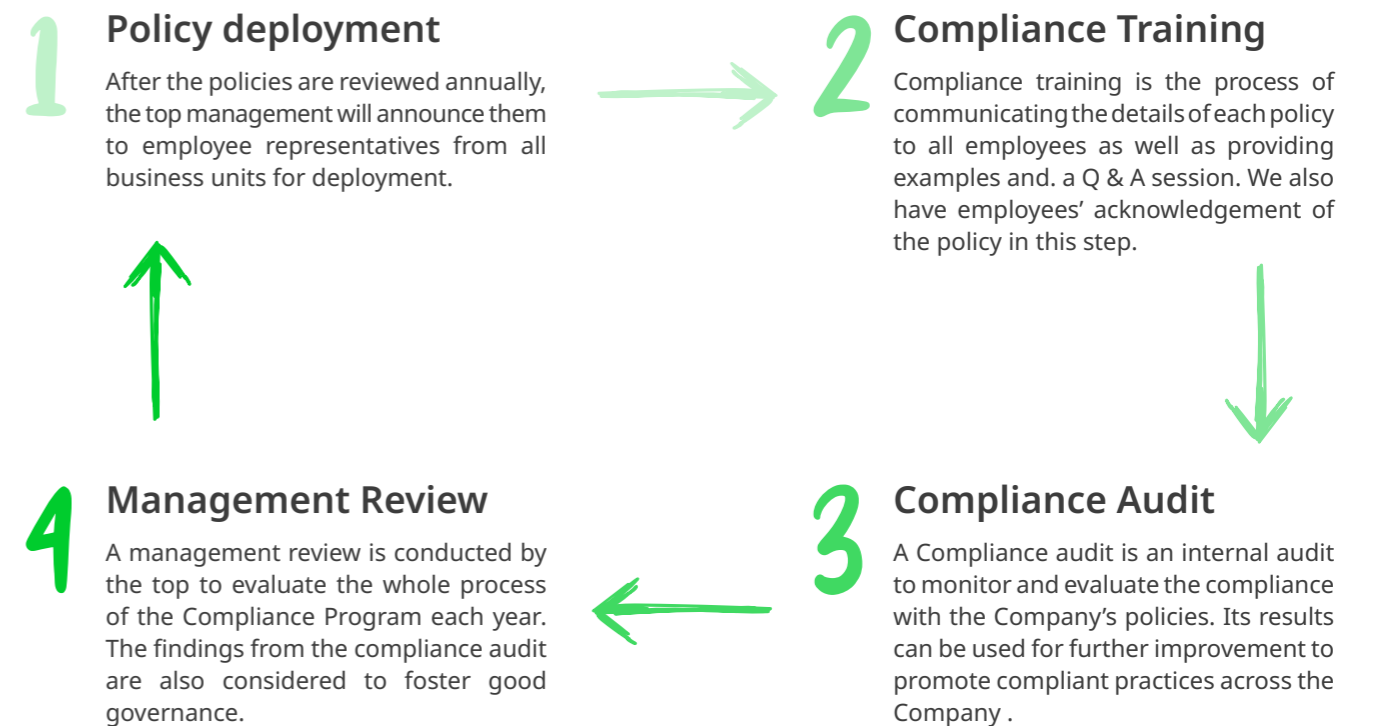 1
Policy deployment
After the policies are reviewed annually,
the top management will announce them
to employee representatives from all
business units for deployment.
2
Compliance Training
Compliance training is the process of
communicating the details of each policy
to all employees as well as providing
examples and. a Q & A session. We also
have employees’ acknowledgement of
the policy in this step.
3
Compliance Audit
A Compliance audit is an internal audit
to monitor and evaluate the compliance
with the Company’s policies. Its results
can be used for further improvement to
promote compliant practices across the
Company .
4
Management Review
A management review is conducted by
the top to evaluate the whole process
of the Compliance Program each year.
The findings from the compliance audit
are also considered to foster good
governance.